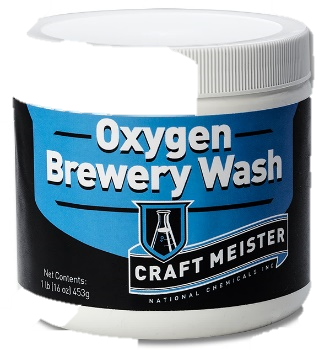 Oxygen
Brewery Wash
CRAFT MEISTER
NATIONAL CHEMICALS INC
Net Contents:
1 lb (16 oz) 453g